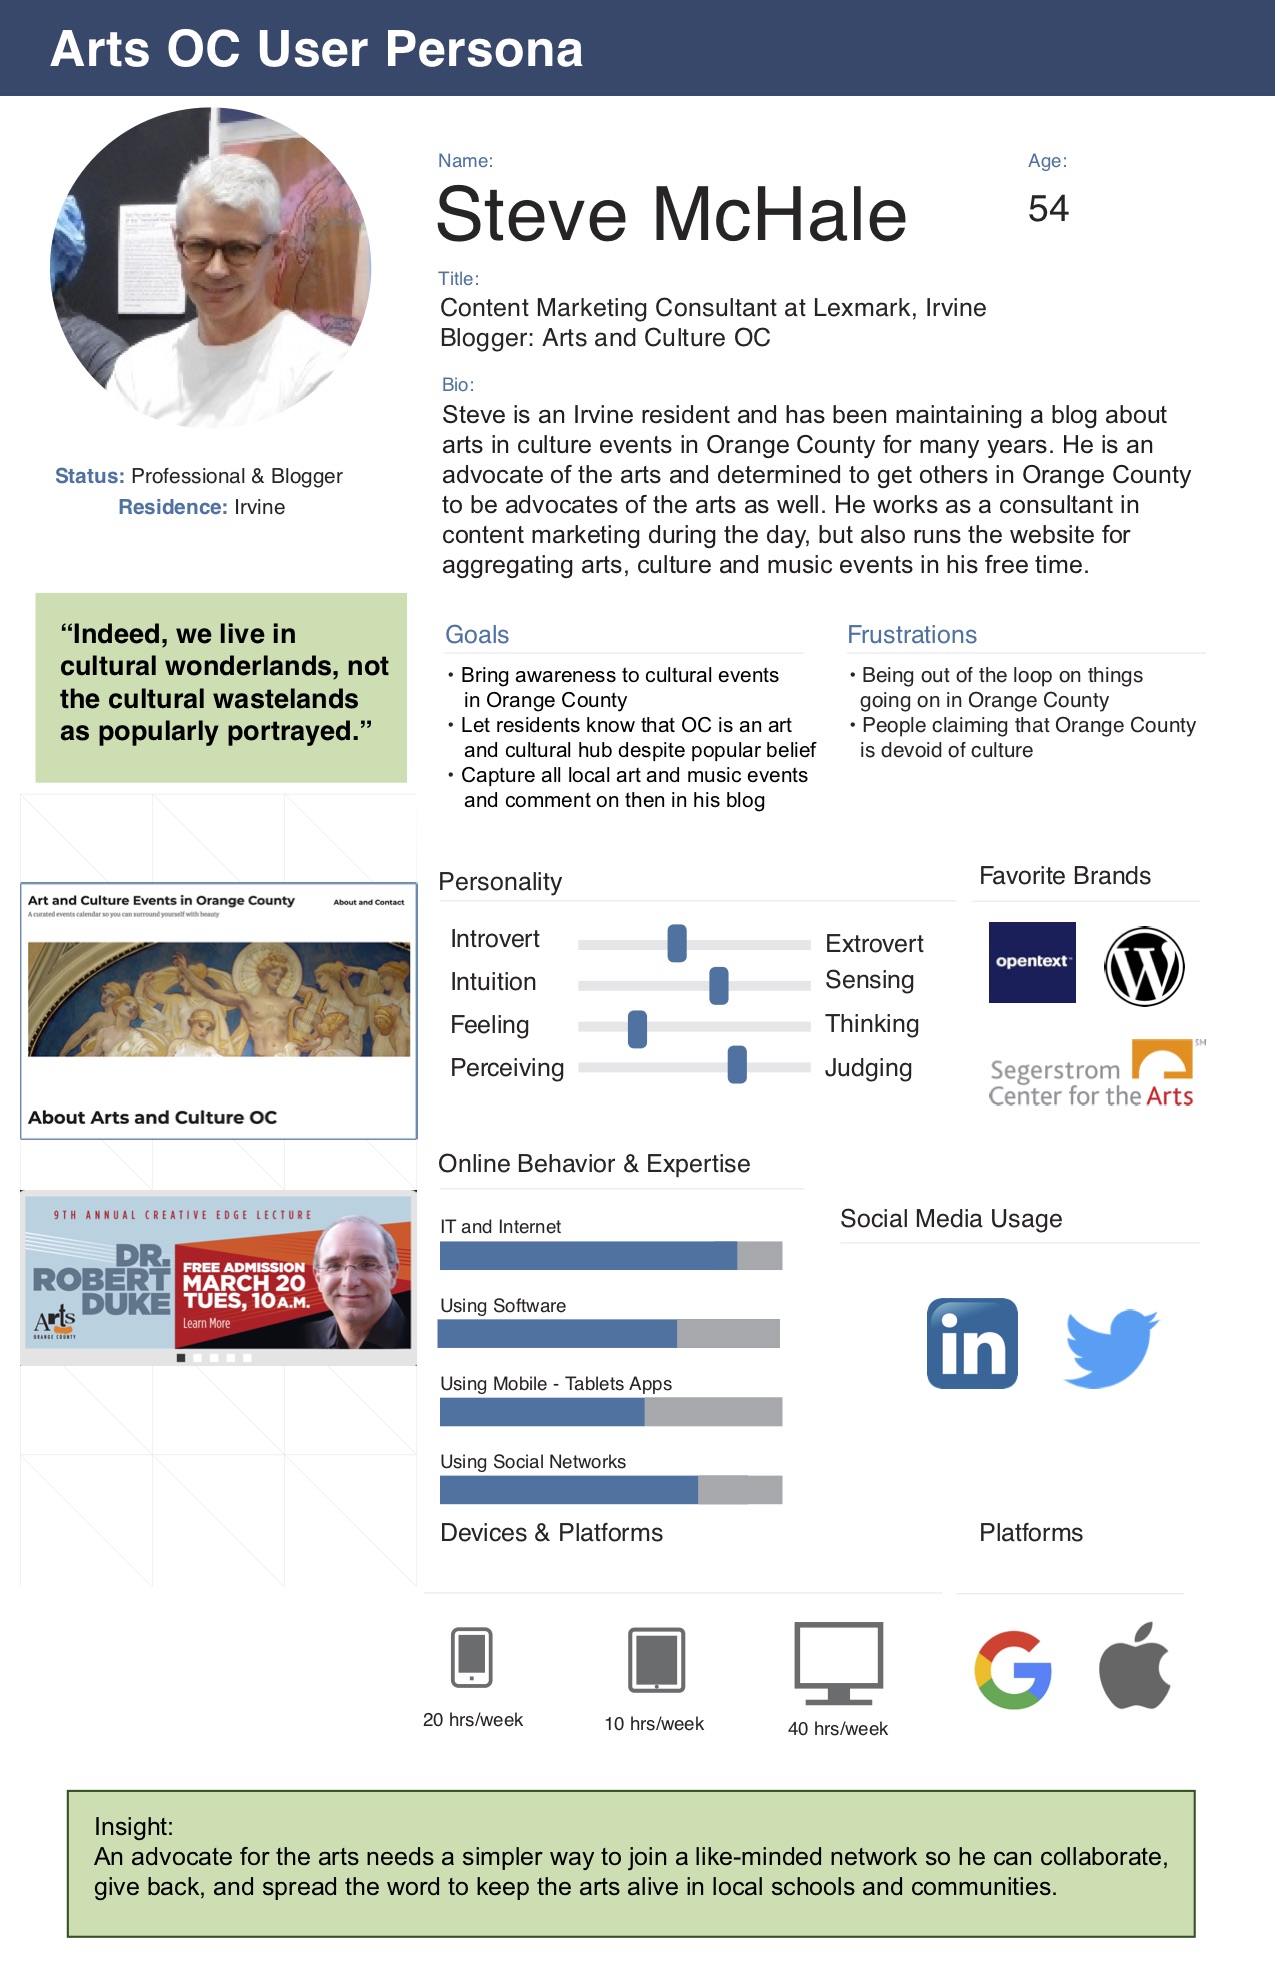 Arts OC User Persona
Name:
Steve McHale
Age:
54
Title:
Content Marketing Consultant at Lexmark, Irvine
Blogger: Arts and Culture OC
Bio:
Steve is an Irvine resident and has been maintaining a blog about
arts in culture events in Orange County for many years. He is an
advocate of the arts and determined to get others in Orange County
to be advocates of the arts as well. He works as a consultant in
content marketing during the day, but also runs the website for
aggregating arts, culture and music events in his free time.
Status: Professional & Blogger
Residence: Irvine
“Indeed, we live in
cultural wonderlands, not
the cultural wastelands
as popularly portrayed.”
Goals
• Bring awareness to cultural events
in Orange County
• Let residents know that OC is an art
and cultural hub despite popular belief
• Capture all local art and music events
and comment on then in his blog
Frustrations
• Being out of the loop on things
going on in Orange County
• People claiming that Orange County
is devoid of culture
Art and Culture Events in Orange County
About and Contact
A curated events calendar so you can surround yourself with beauty
About Arts and Culture OC
9TH ANNUAL CREATIVE EDGE LECTURE
DR.
ROBERT
DUKE
FREE ADMISSION
MARCH 20
TUES, 10 A.M.
Learn More
Arts
ORANGE COUNTY
Personality
Introvert
Extrovert
Intuition
Sensing
Feeling
Thinking
Perceiving
Judging
Favorite Brands
opentext™
W
Segerstrom
Center for the Arts
SM
Online Behavior & Expertise
IT and Internet
Using Software
Using Mobile - Tablets Apps
Using Social Networks
Social Media Usage
in
Devices & Platforms
20 hrs/week
10 hrs/week
40 hrs/week
Platforms
G
Insight:
An advocate for the arts needs a simpler way to join a like-minded network so he can collaborate,
give back, and spread the word to keep the arts alive in local schools and communities.